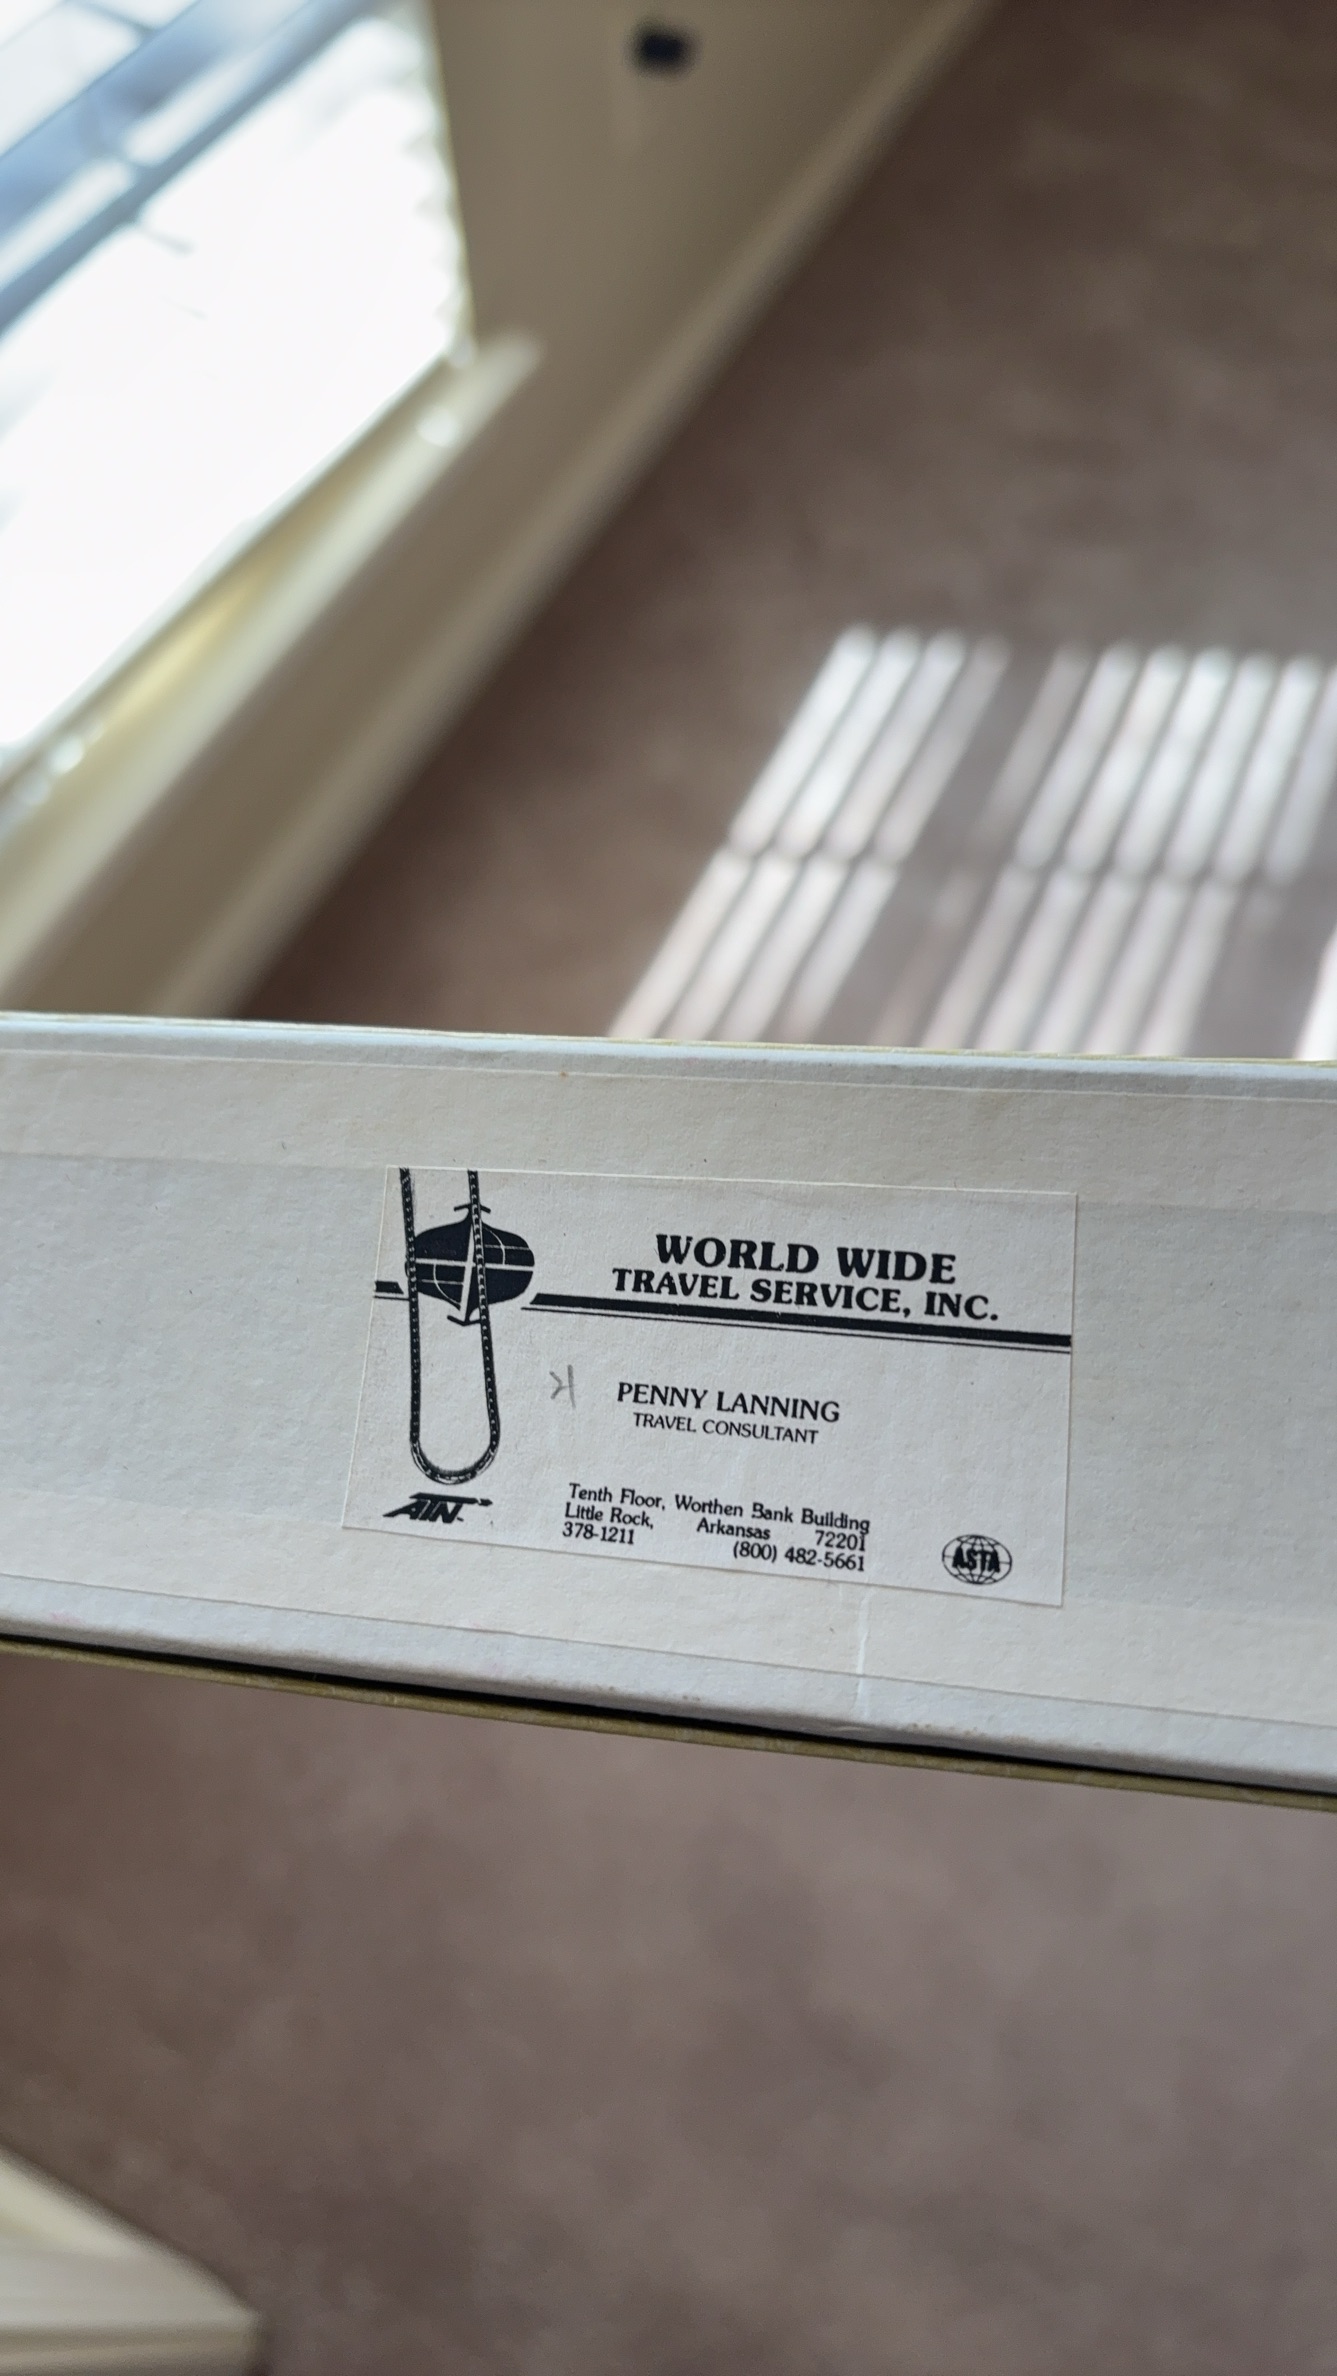 WORLD WIDE
TRAVEL SERVICE, INC.
PENNY LANNING
TRAVEL CONSULTANT
Tenth Floor, Worthen Bank Building
Little Rock, Arkansas 72201
378-1211 (800) 482-5661
ATN
ASTA